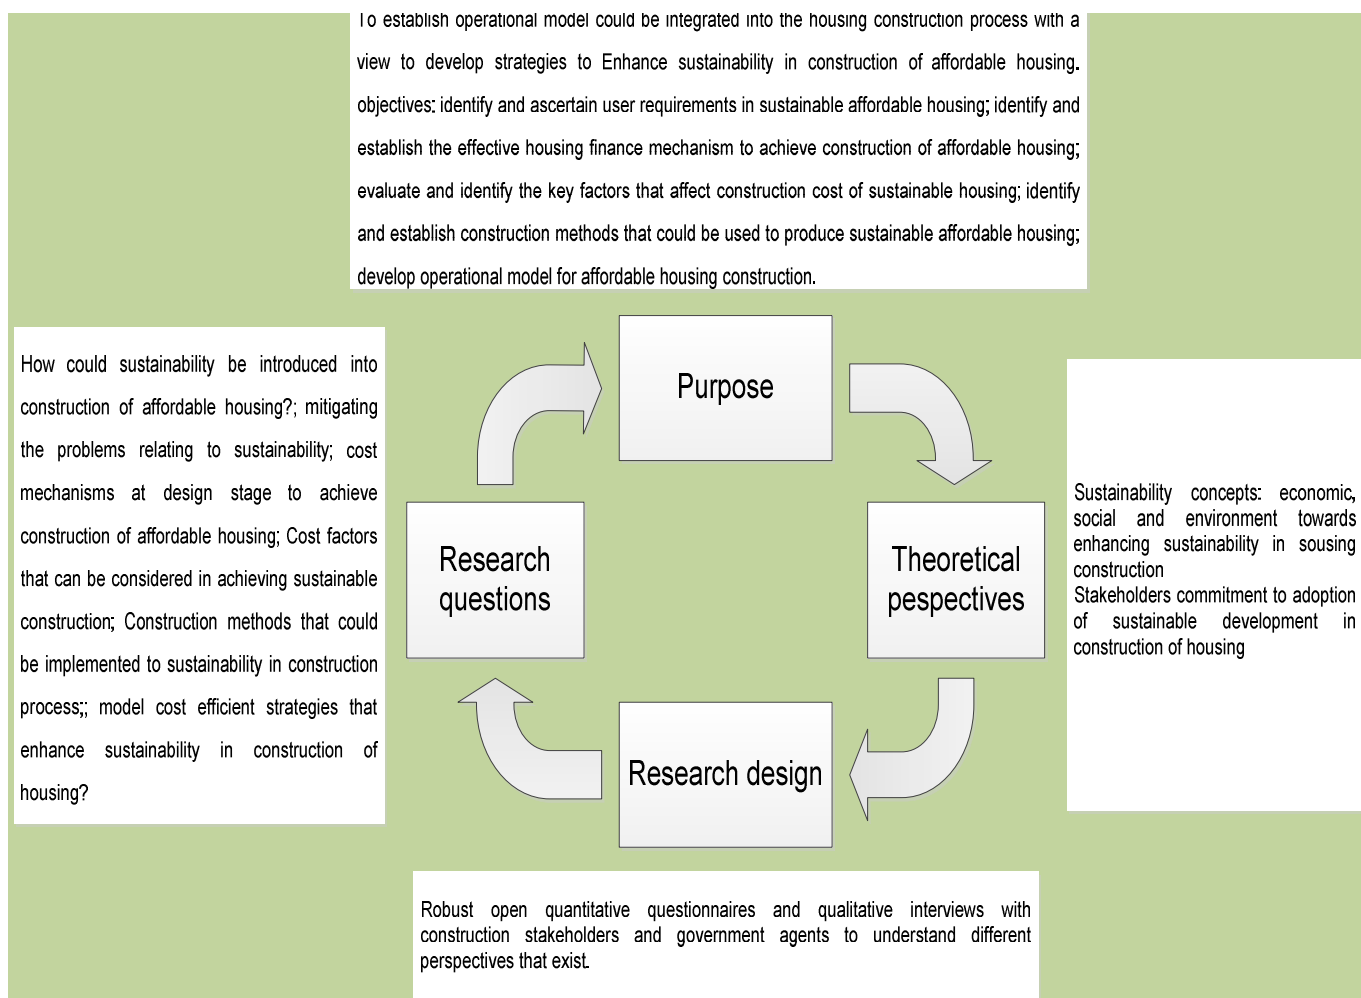 To establish operational model could be integrated into the housing construction process with a
view to develop strategies to Enhance sustainability in construction of affordable housing.
objectives: identify and ascertain user requirements in sustainable affordable housing; identify and
establish the effective housing finance mechanism to achieve construction of affordable housing;
evaluate and identify the key factors that affect construction cost of sustainable housing; identify
and establish construction methods that could be used to produce sustainable affordable housing;
develop operational model for affordable housing construction.
Purpose
How could sustainability be introduced into
construction of affordable housing?; mitigating
the problems relating to sustainability; cost
mechanisms at design stage to achieve
construction of affordable housing; Cost factors
that can be considered in achieving sustainable
construction; Construction methods that could
be implemented to sustainability in construction
process;; model cost efficient strategies that
enhance sustainability in construction of
housing?
Research
questions
Theoretical
pespectives
Sustainability concepts: economic,
social and environment towards
enhancing sustainability in sousing
construction
Stakeholders commitment to adoption
of sustainable development in
construction of housing
Research design
Robust open quantitative questionnaires and qualitative interviews with
construction stakeholders and government agents to understand different
perspectives that exist.